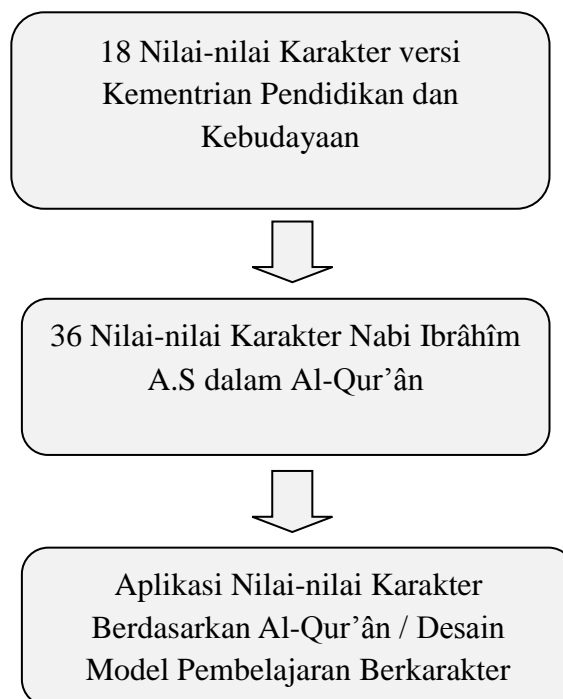 18 Nilai-nilai Karakter versi
Kementrian Pendidikan dan
Kebudayaan
36 Nilai-nilai Karakter Nabi Ibrâhîm
A.S dalam Al-Qur’ân
Aplikasi Nilai-nilai Karakter
Berdasarkan Al-Qur’ân / Desain
Model Pembelajaran Berkarakter